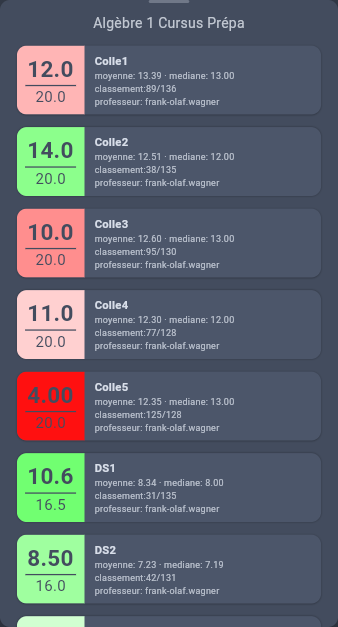 Algèbre 1 Cursus Prépa
12.0
20.0
Colle1
moyenne: 13.39 · mediane: 13.00
classement:89/136
professeur: frank-olaf.wagner
14.0
20.0
Colle2
moyenne: 12.51 · mediane: 12.00
classement:38/135
professeur: frank-olaf.wagner
10.0
20.0
Colle3
moyenne: 12.60 · mediane: 13.00
classement:95/130
professeur: frank-olaf.wagner
11.0
20.0
Colle4
moyenne: 12.30 · mediane: 12.00
classement:77/128
professeur: frank-olaf.wagner
4.00
20.0
Colle5
moyenne: 12.35 · mediane: 13.00
classement:125/128
professeur: frank-olaf.wagner
10.6
16.5
DS1
moyenne: 8.34 · mediane: 8.00
classement:31/135
professeur: frank-olaf.wagner
8.50
16.0
DS2
moyenne: 7.23 · mediane: 7.19
classement:42/131
professeur: frank-olaf.wagner